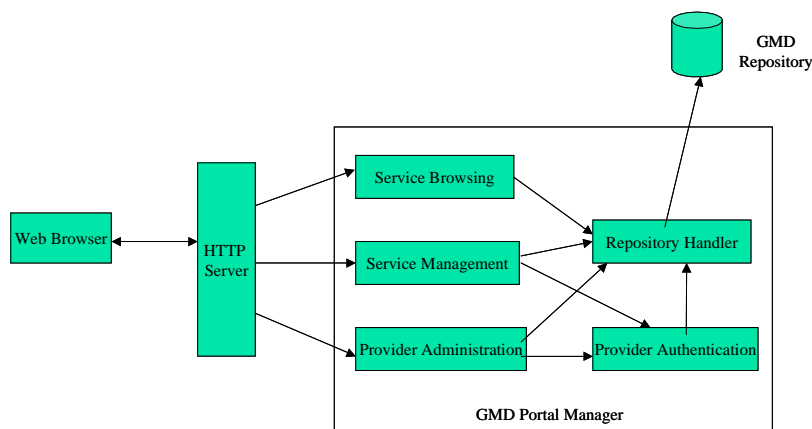 GMD
Repository
Service Browsing
Web Browser
HTTP
Server
Repository Handler
Service Management
Provider Administration
Provider Authentication
GMD Portal Manager